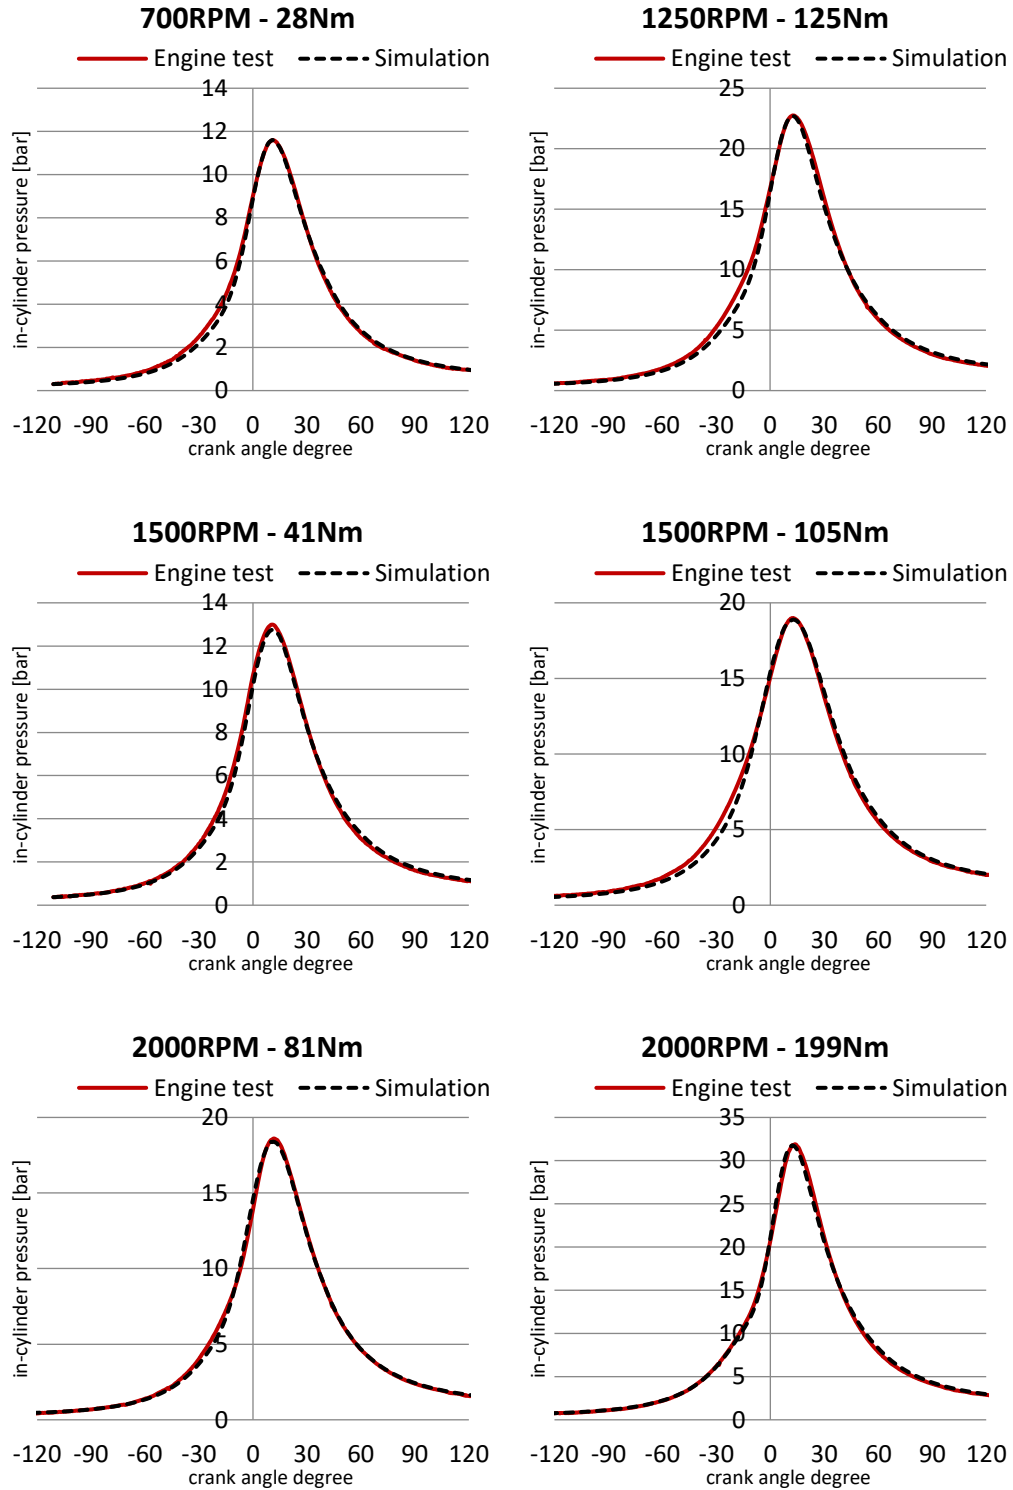 700RPM - 28Nm
Engine test Simulation
in-cylinder pressure [bar]
14
12
10
8
6
4
2
0
-120 -90 -60 -30 0 30 60 90 120
crank angle degree
1250RPM - 125Nm
Engine test Simulation
in-cylinder pressure [bar]
25
20
15
10
5
0
-120 -90 -60 -30 0 30 60 90 120
crank angle degree
1500RPM - 41Nm
Engine test Simulation
in-cylinder pressure [bar]
14
12
10
8
6
4
2
0
-120 -90 -60 -30 0 30 60 90 120
crank angle degree
1500RPM - 105Nm
Engine test Simulation
in-cylinder pressure [bar]
20
15
10
5
0
-120 -90 -60 -30 0 30 60 90 120
crank angle degree
2000RPM - 81Nm
Engine test Simulation
in-cylinder pressure [bar]
20
15
10
5
0
-120 -90 -60 -30 0 30 60 90 120
crank angle degree
2000RPM - 199Nm
Engine test Simulation
in-cylinder pressure [bar]
35
30
25
20
15
10
5
0
-120 -90 -60 -30 0 30 60 90 120
crank angle degree